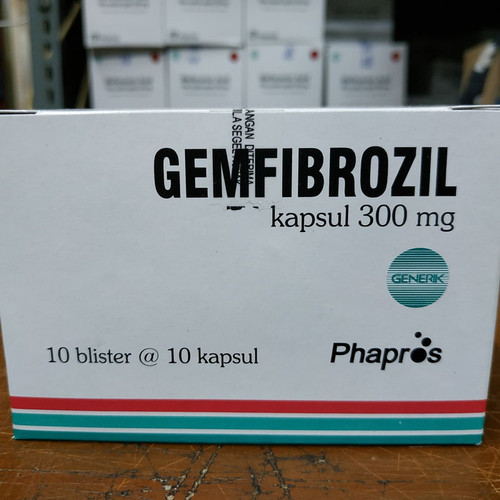 GEMFIBROZIL
kapsul 300 mg
GENERIK
10 blister @ 10 kapsul
Phapros